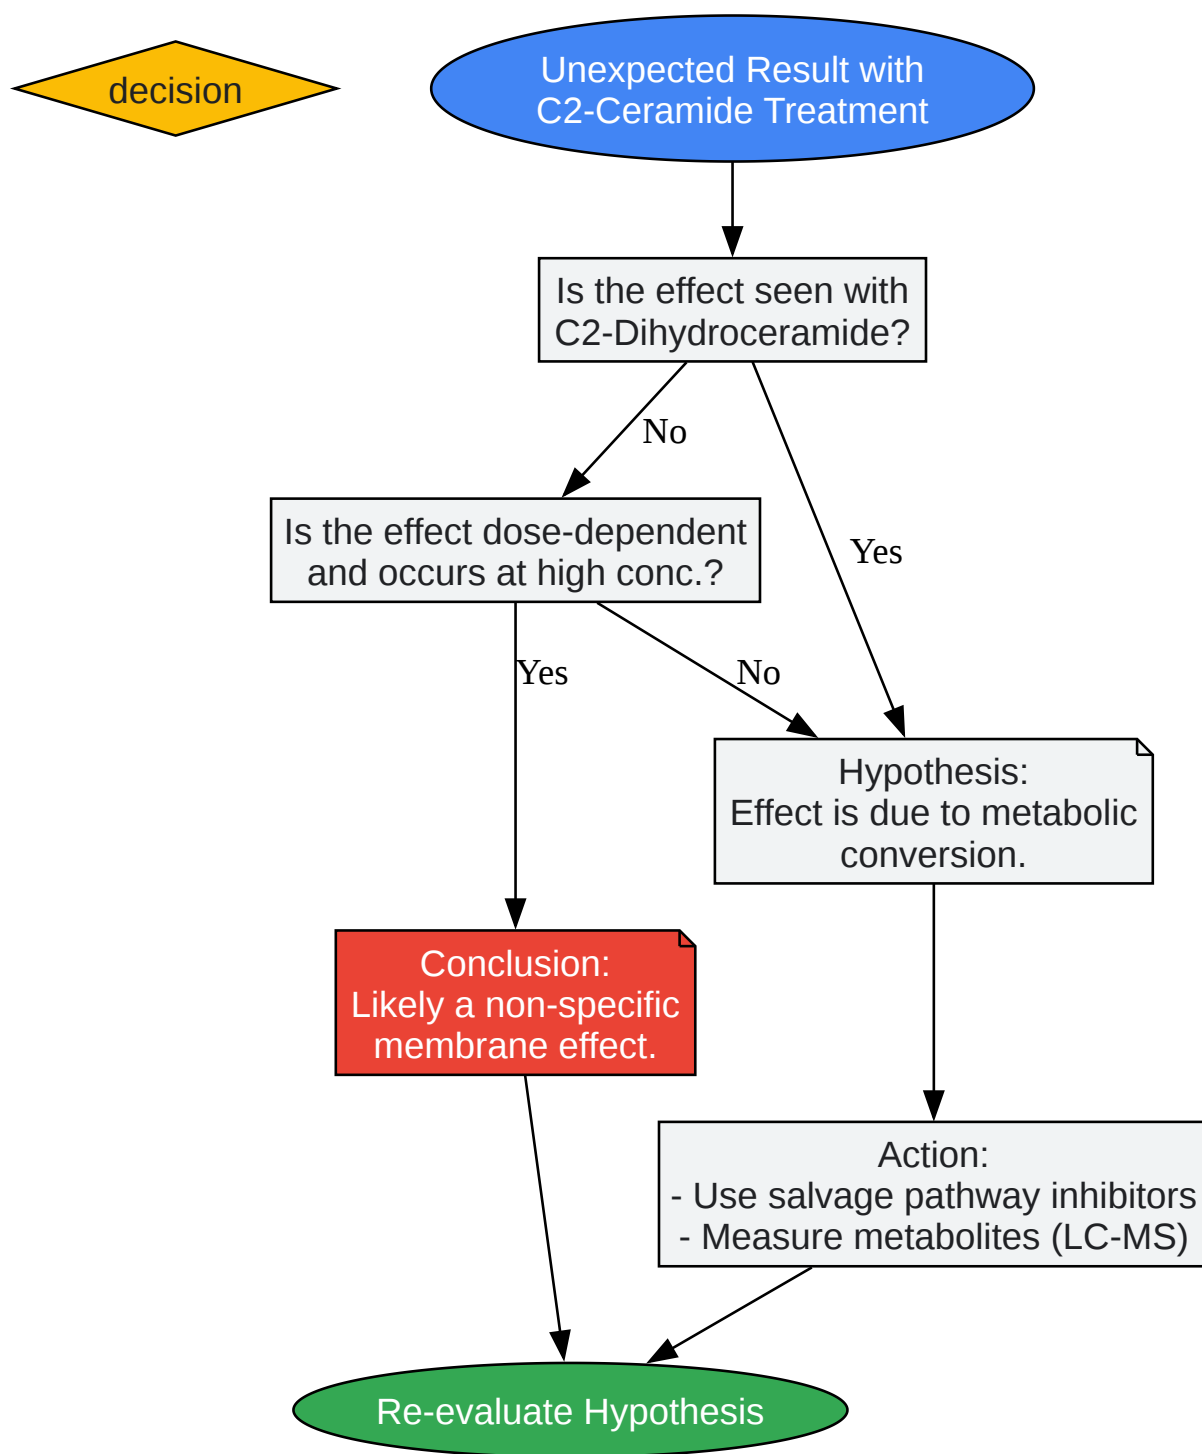 decision
Unexpected Result with
C2-Ceramide Treatment
Is the effect seen with
C2-Dihydroceramide?
No
Yes
Is the effect dose-dependent
and occurs at high conc.?
Yes
No
Hypothesis:
Effect is due to metabolic
conversion.
Conclusion:
Likely a non-specific
membrane effect.
Action:
- Use salvage pathway inhibitors
- Measure metabolites (LC-MS)
Re-evaluate Hypothesis